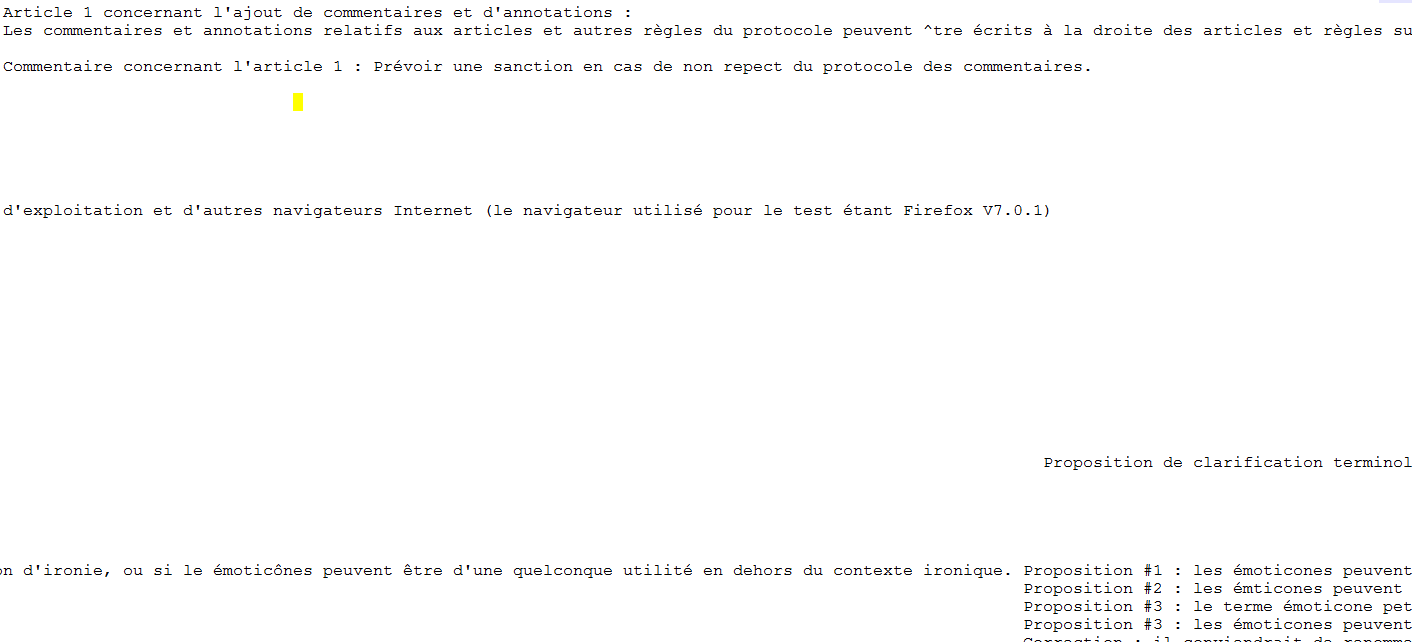 Article 1 concernant l'ajout de commentaires et d'annotations :
Les commentaires et annotations relatifs aux articles et autres règles du protocole peuvent ^tre écrits à la droite des articles et règles su
Commentaire concernant l'article 1 : Prévoir une sanction en cas de non repect du protocole des commentaires.
d'exploitation et d'autres navigateurs Internet (le navigateur utilisé pour le test étant Firefox V7.0.1)
Proposition de clarification terminol
on d'ironie, ou si le émoticônes peuvent être d'une quelconque utilité en dehors du contexte ironique. Proposition #1 : les émoticones peuvent
Proposition #2 : les émticones peuvent
Proposition #3 : le terme émoticone pet
Proposition #3 : les émoticones peuvent
Correction : il conviendrait de renomme